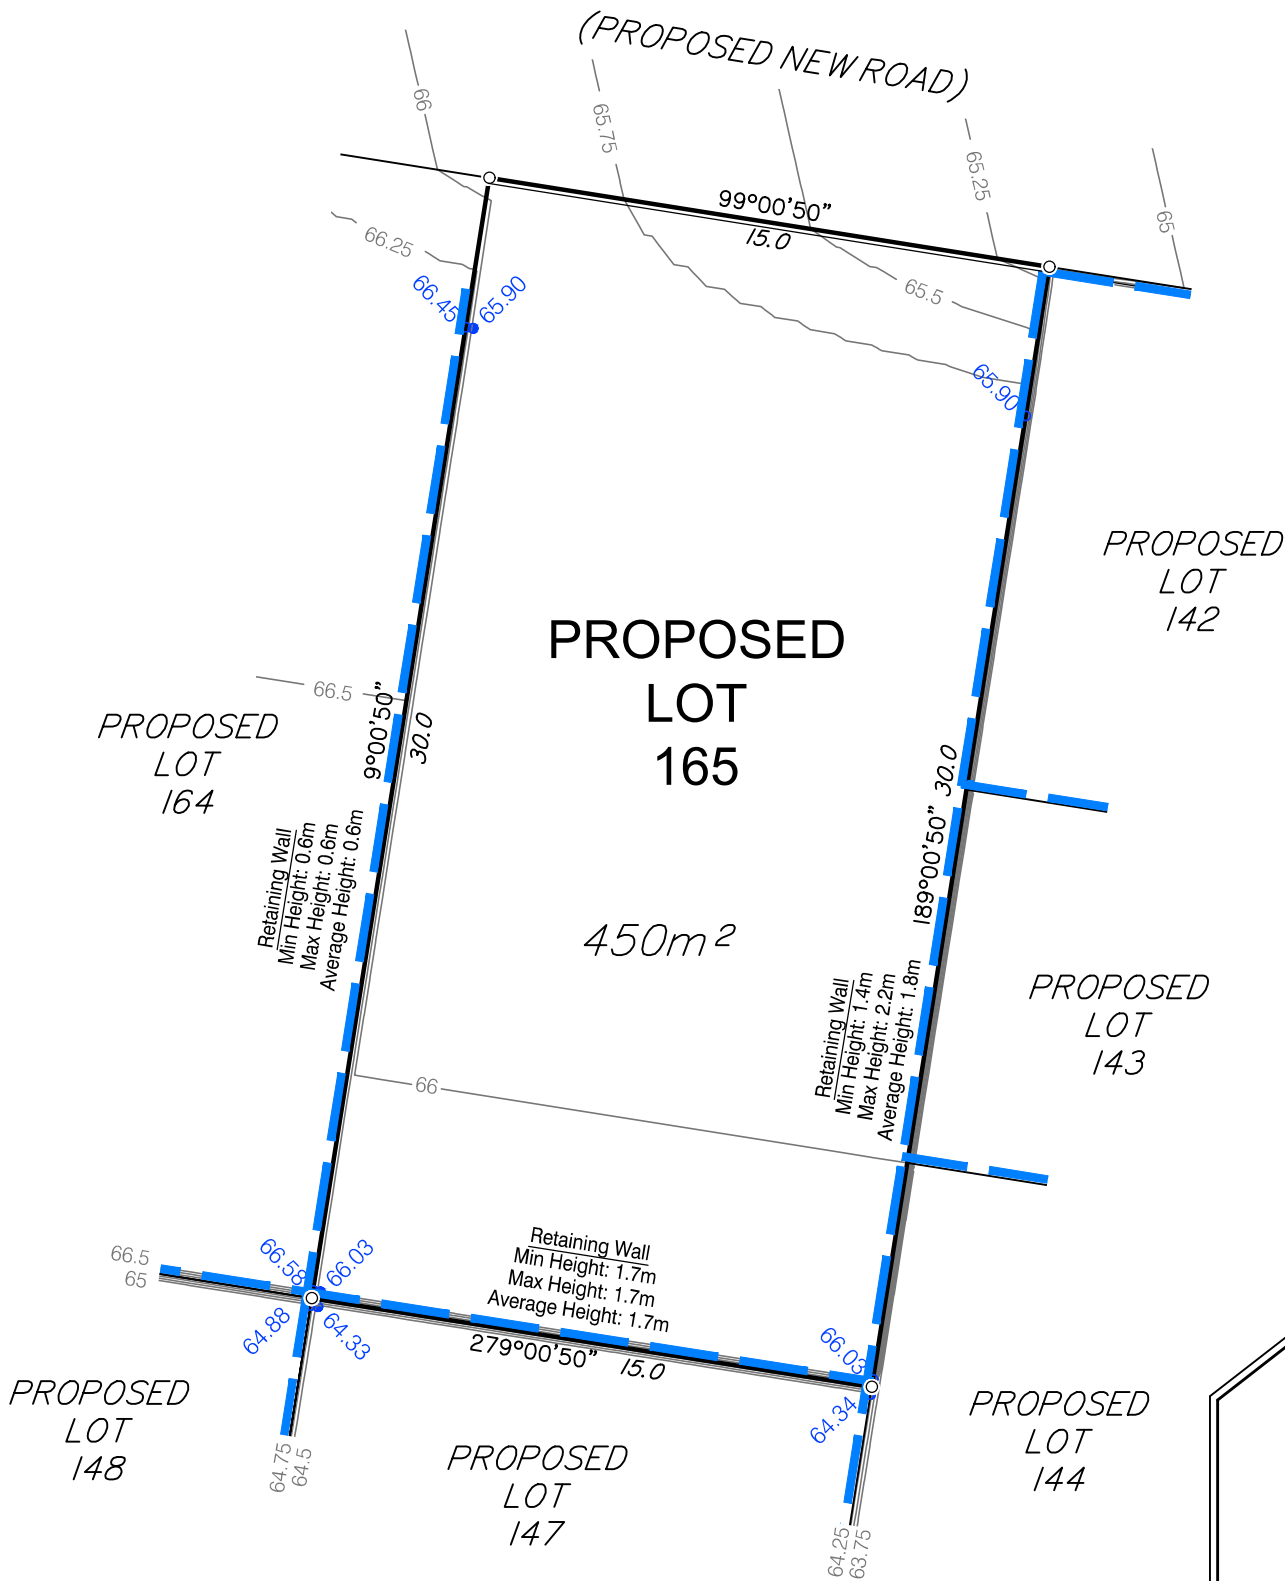 (PROPOSED NEW ROAD)
66
65.75
65.25
65
99°00'50"
15.0
66.25
65.5
66.45
65.90
65.90
PROPOSED
LOT
142
PROPOSED
LOT
165
66.5
9°00'50"
30.0
PROPOSED
LOT
164
189°00'50"
30.0
Retaining Wall
Min Height: 0.6m
Max Height: 0.6m
Average Height: 0.6m
450m²
Retaining Wall
Min Height: 1.4m
Max Height: 2.2m
Average Height: 1.8m
PROPOSED
LOT
143
66
66.5
65
66.58
66.03
64.88
64.33
Retaining Wall
Min Height: 1.7m
Max Height: 1.7m
Average Height: 1.7m
279°00'50"
15.0
66.03
64.34
PROPOSED
LOT
148
64.75
64.5
PROPOSED
LOT
147
PROPOSED
LOT
144
64.25
63.75